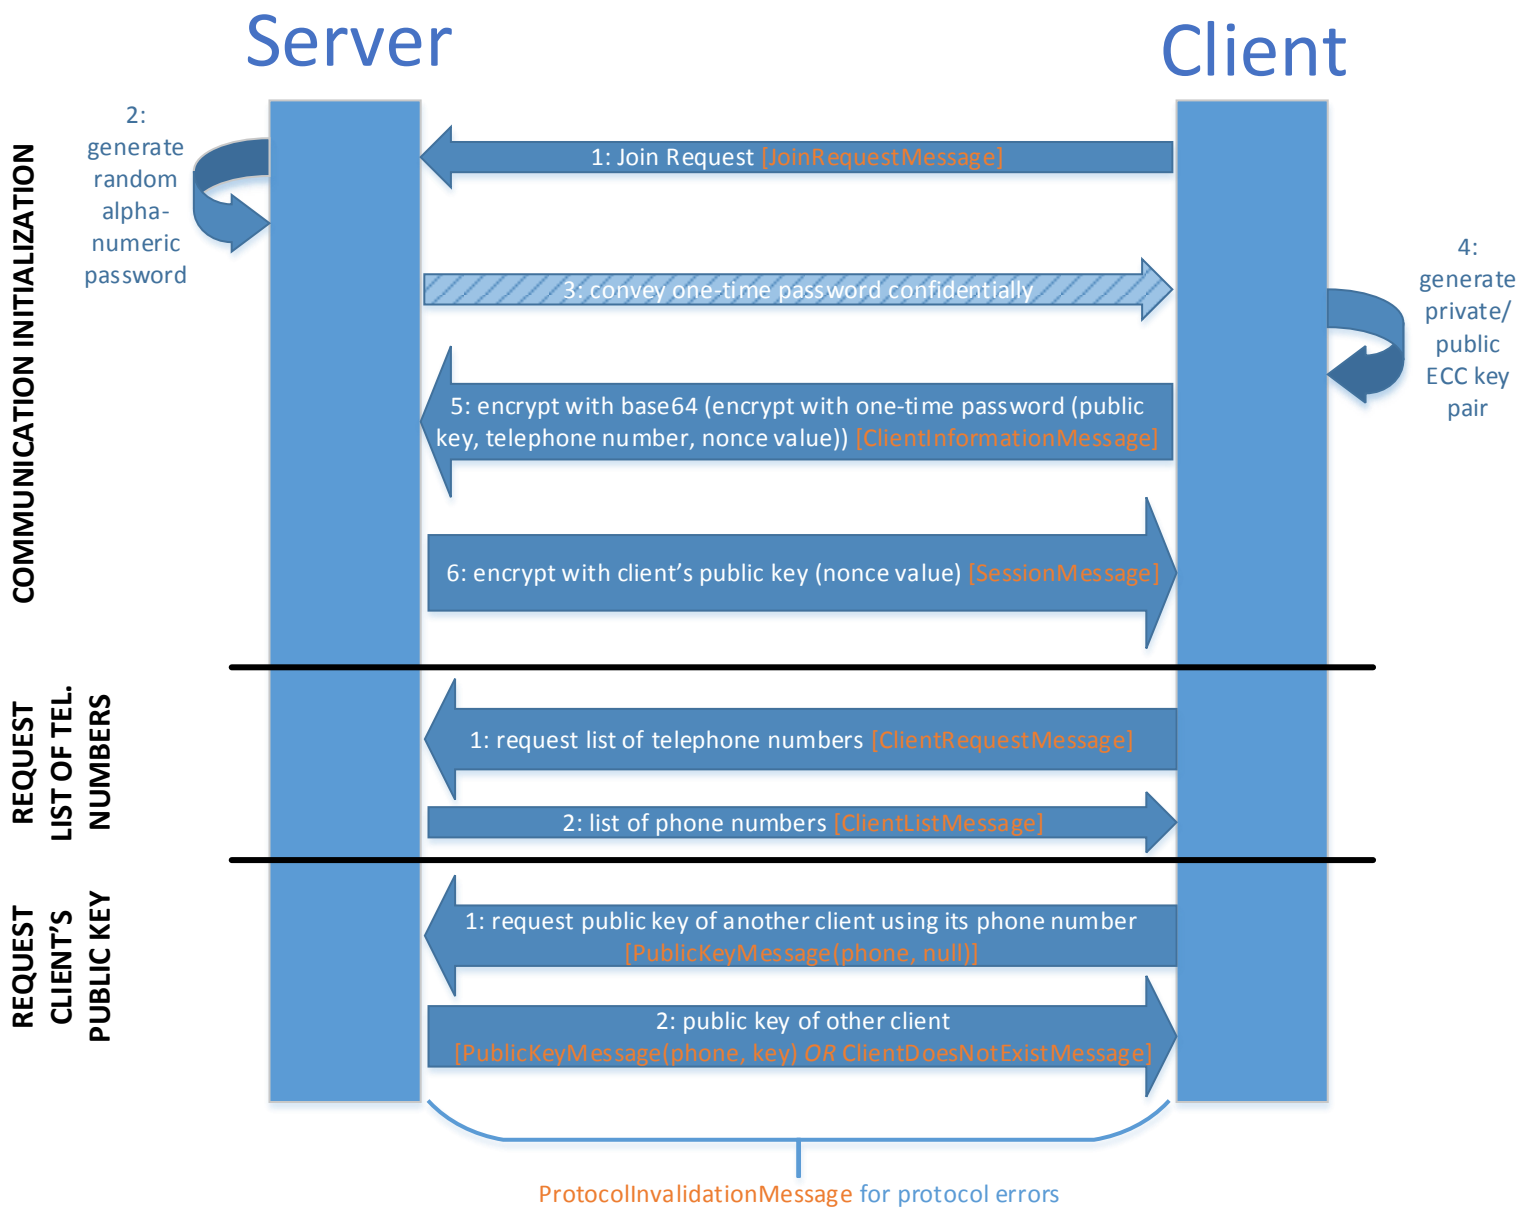 Server
Client
COMMUNICATION INITIALIZATION
2:
generate
random
alpha-
numeric
password
1: Join Request [JoinRequestMessage]
3: convey one-time password confidentially
4:
generate
private/
public
ECC key
pair
5: encrypt with base64 (encrypt with one-time password (public
key, telephone number, nonce value)) [ClientInformationMessage]
6: encrypt with client’s public key (nonce value) [SessionMessage]
REQUEST
LIST OF TEL.
NUMBERS
1: request list of telephone numbers [ClientRequestMessage]
2: list of phone numbers [ClientListMessage]
REQUEST
CLIENT’S
PUBLIC KEY
1: request public key of another client using its phone number
[PublicKeyMessage(phone, null)]
2: public key of other client
[PublicKeyMessage(phone, key) OR ClientDoesNotExistMessage]
ProtocolInvalidationMessage for protocol errors